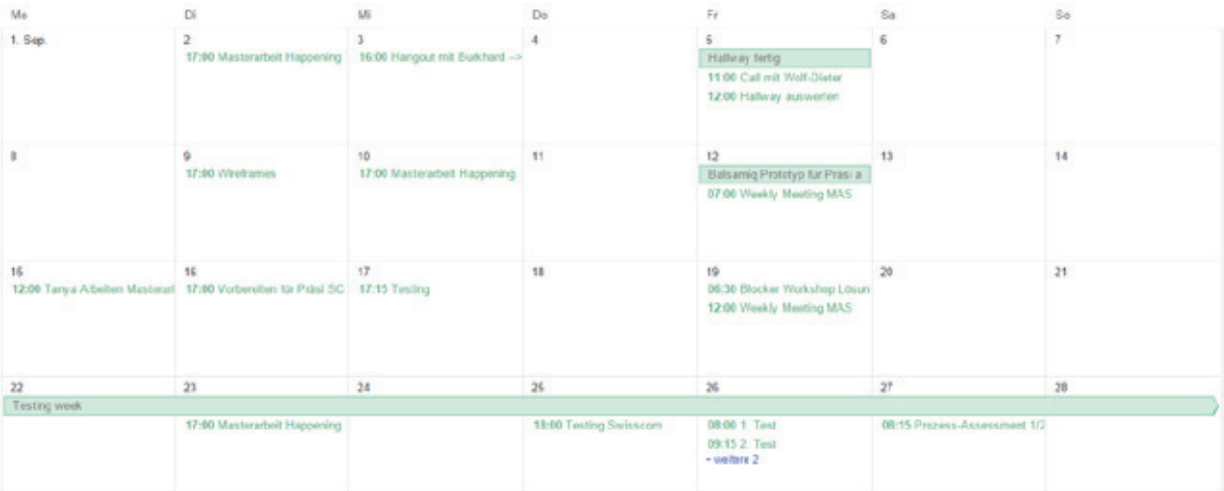 Mo Di Mi Do Fr Sa So
1. Sep. 2 3 4 5 6 7
17:00 Masterarbeit Happening 16:00 Hangout mit Burkhard --> Hallway fertig
11:00 Call mit Wolf-Dieter
12:00 Hallway auswerten
8 9 10 11 12 13 14
17:00 Wireframes 17:00 Masterarbeit Happening Balsamiq Prototyp für Präsi a
07:00 Weekly Meeting MAS
15 16 17 18 19 20 21
12:00 Tanya Arbeiten Masterarl 17:00 Vorbereiten für Präsi SC 17:15 Testing 06:30 Blocker Workshop Lösun
12:00 Weekly Meeting MAS
22 23 24 25 26 27 28
Testing week
17:00 Masterarbeit Happening 18:00 Testing Swisscom 08:00 1. Test 08:15 Prozess-Assessment 1/2
09:15 2. Test
+ weitere 2